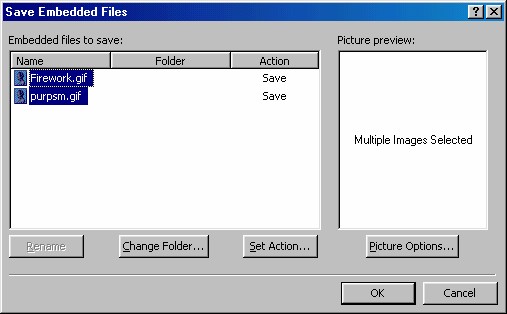 Save Embedded Files
Embedded files to save:
Picture preview:
Name Folder Action
Firework.gif Save
purpsm.gif Save
Multiple Images Selected
Rename Change Folder... Set Action... Picture Options...
OK Cancel